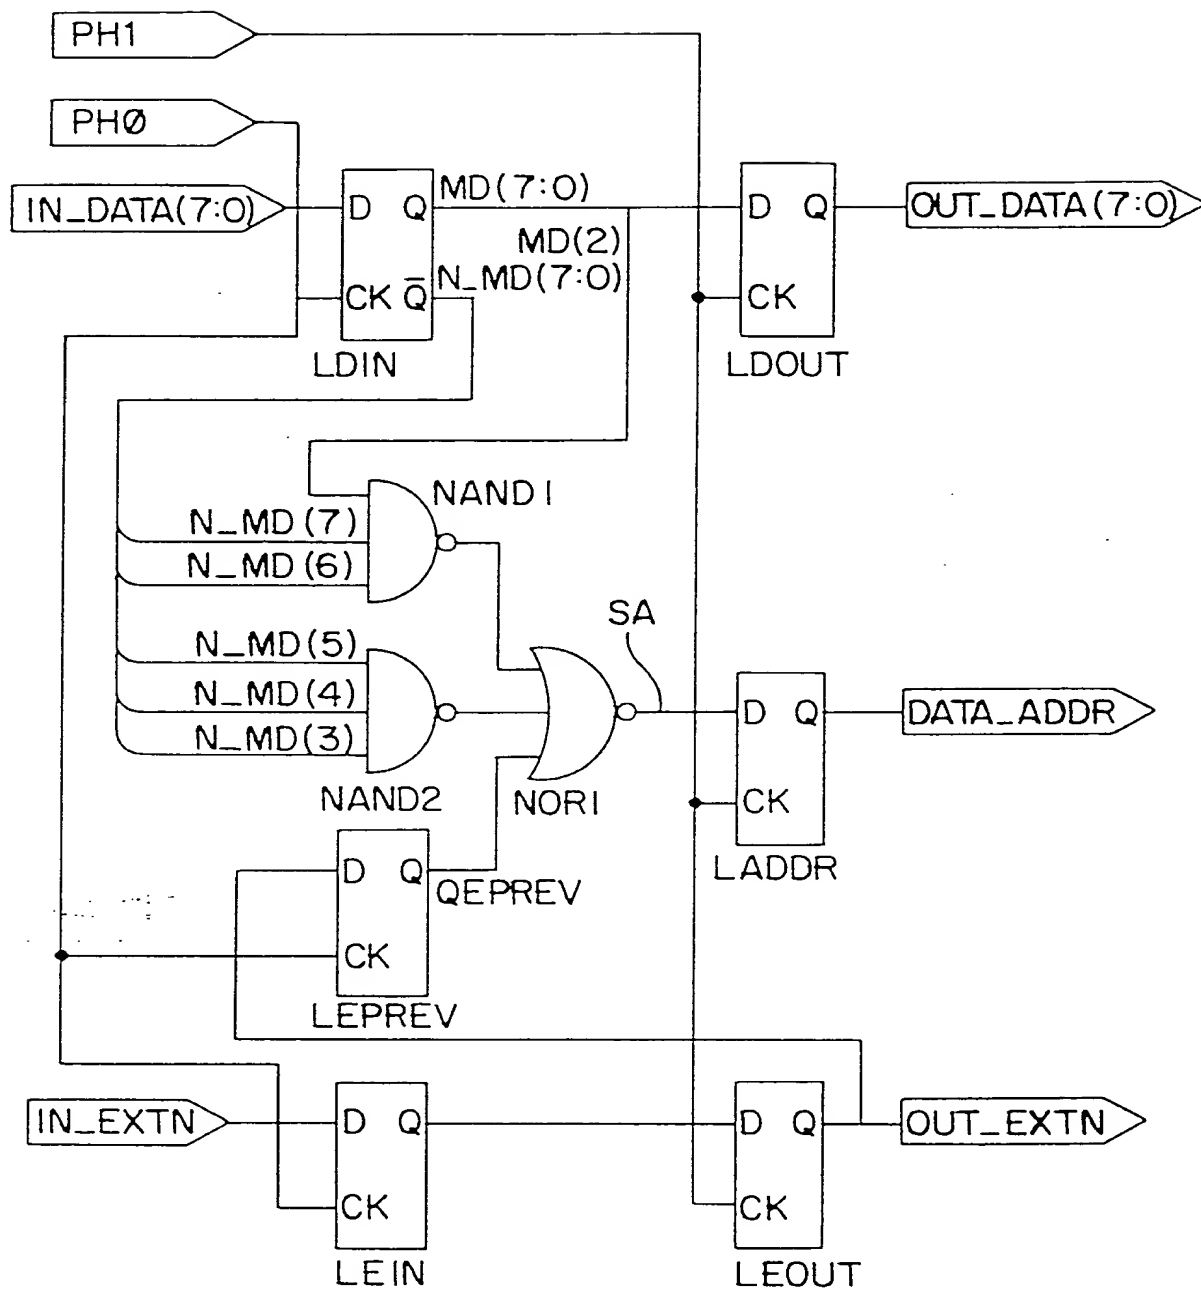 PH1
PHØ
IN_DATA(7:0)
D Q
MD(7:0)
D Q
OUT_DATA(7:0)
MD(2)
CK Q̅
N_MD(7:0)
CK
LDIN
LDOUT
NAND1
N_MD(7)
N_MD(6)
SA
N_MD(5)
N_MD(4)
N_MD(3)
D Q
DATA_ADDR
NAND2
NOR1
CK
LADDR
D Q
QEPREV
CK
LEPREV
IN_EXTN
D Q
D Q
OUT_EXTN
CK
CK
LEIN
LEOUT